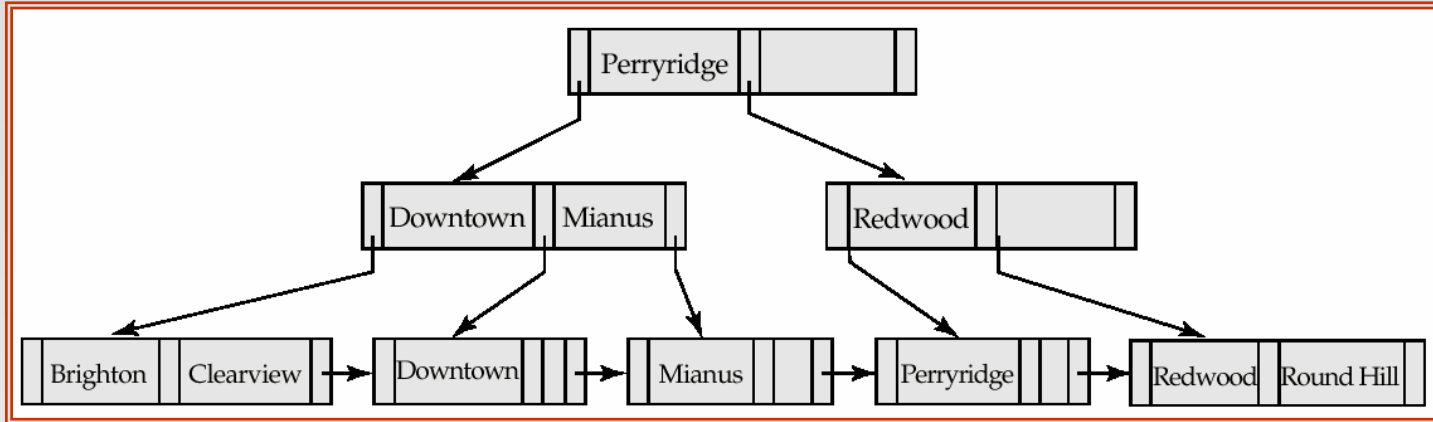 Perryridge
Downtown Mianus Redwood
Brighton Clearview Downtown Mianus Perryridge Redwood Round Hill